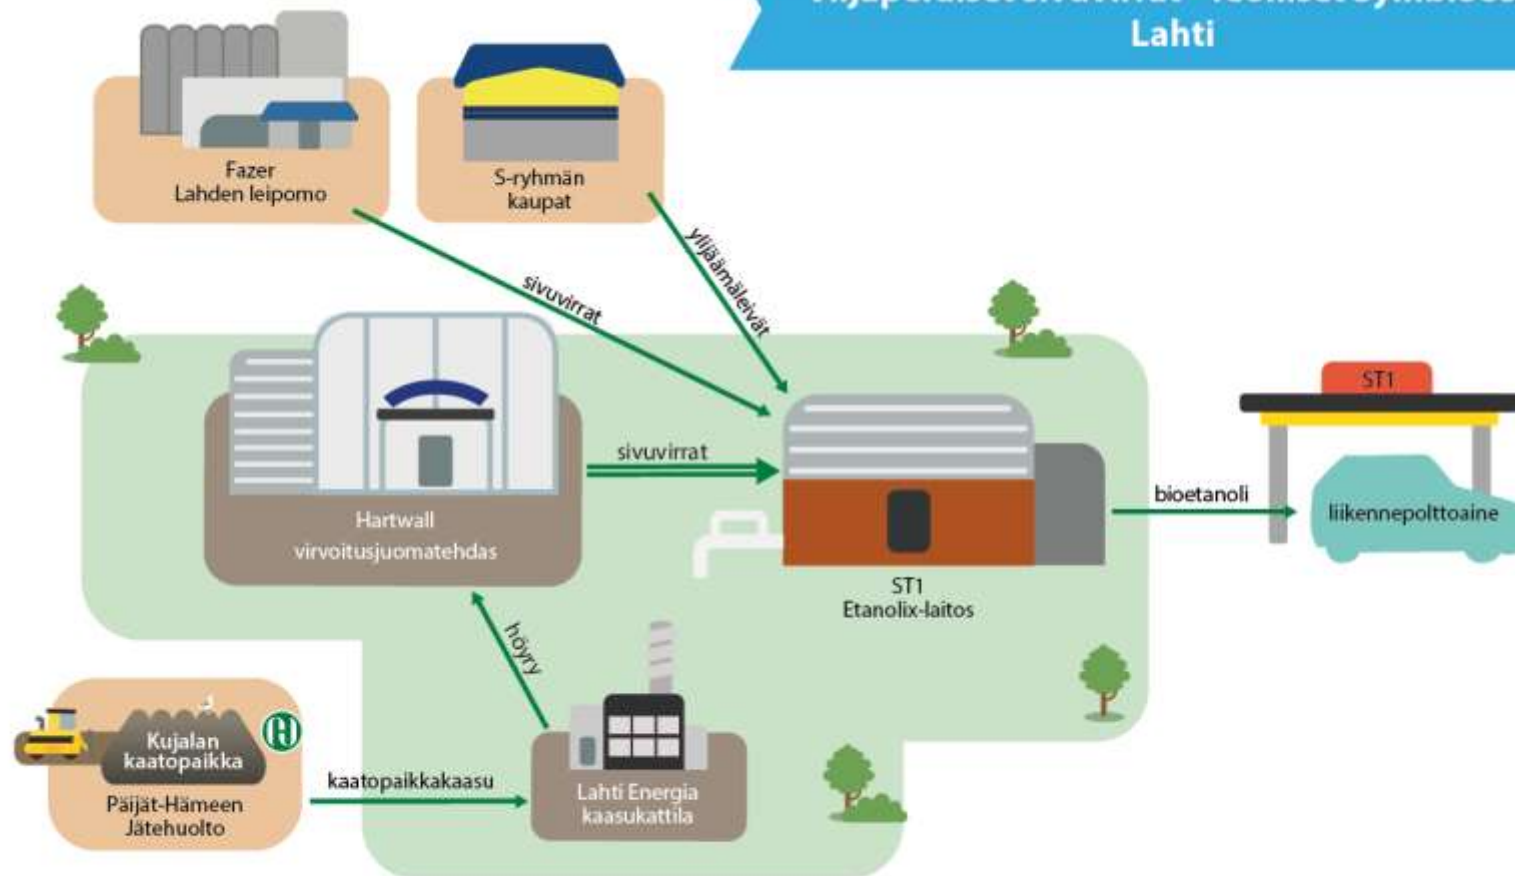 Lahti
Fazer
Lahden leipomo
S-ryhmän
kaupat
sivuvirrat
ylijäämäleivät
Hartwall
virvoitusjuomatehdas
sivuvirrat
ST1
Etanolix-laitos
bioetanoli
ST1
liikennepolttoaine
höyry
Kujalan
kaatopaikka
Päijät-Hämeen
Jätehuolto
kaatopaikkakaasu
Lahti Energia
kaasukattila